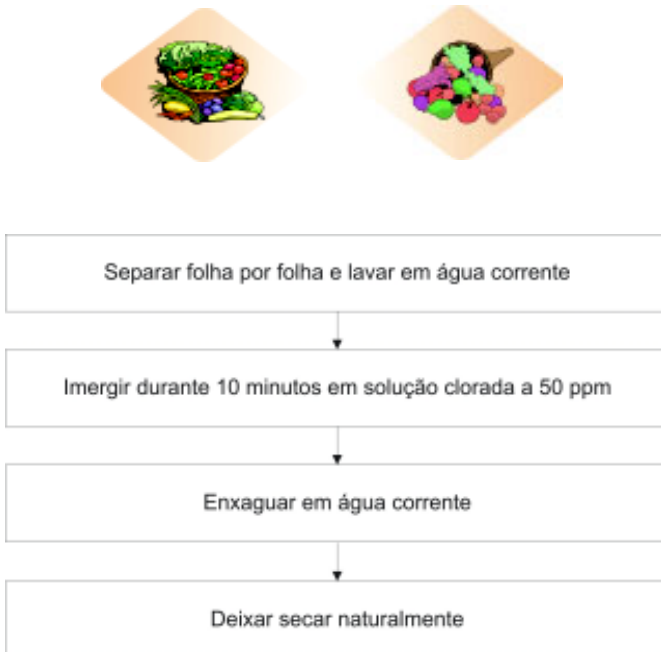 Separar folha por folha e lavar em água corrente
Imergir durante 10 minutos em solução clorada a 50 ppm
Enxaguar em água corrente
Deixar secar naturalmente